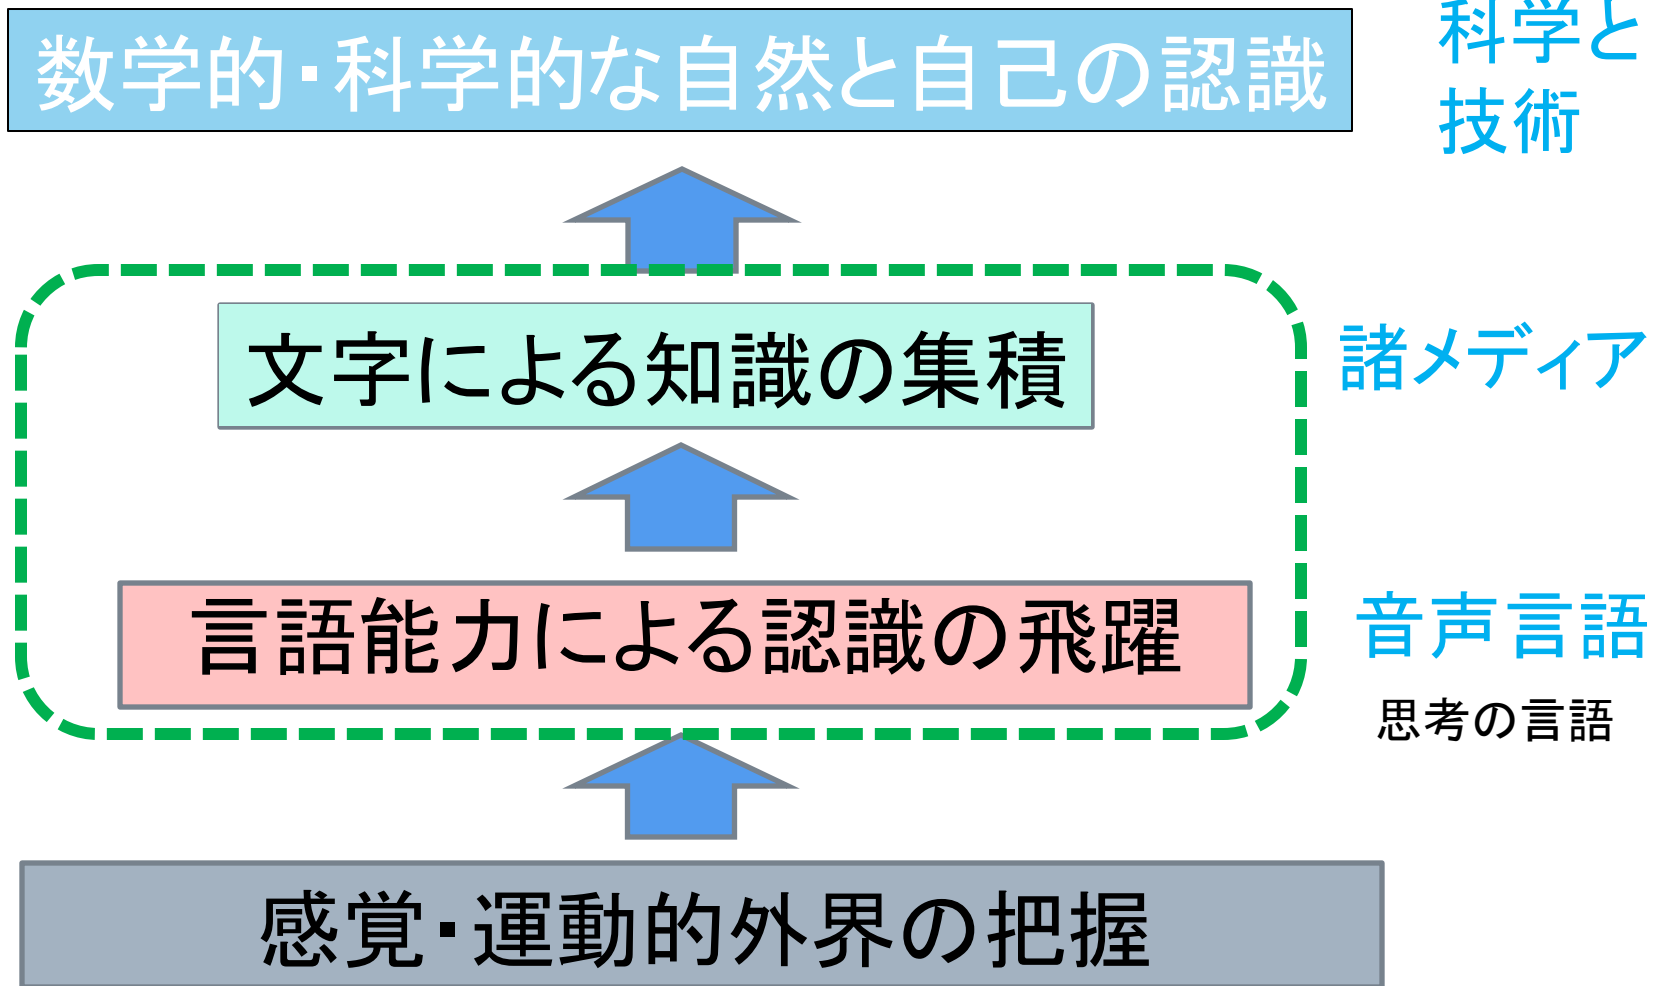 数学的・科学的な自然と自己の認識
科学と
技術
文字による知識の集積
諸メディア
言語能力による認識の飛躍
音声言語
思考の言語
感覚・運動的外界の把握